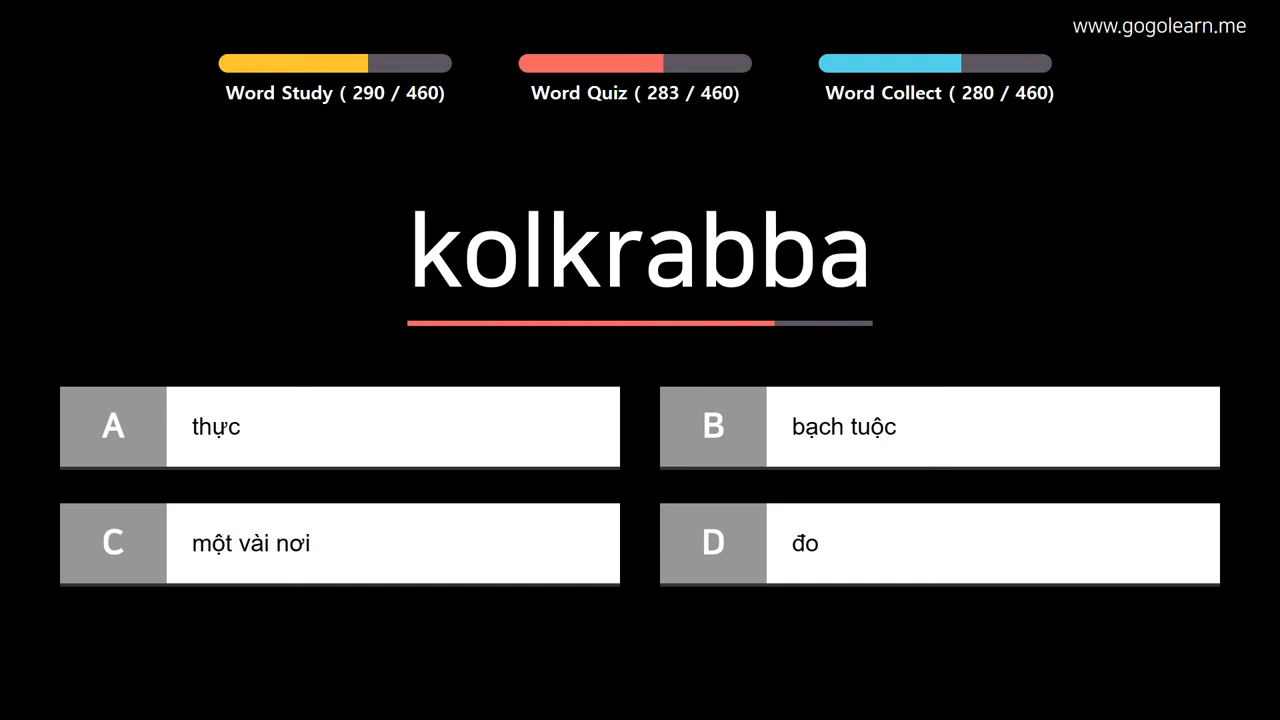 www.gogolearn.me
Word Study ( 290 / 460)
Word Quiz ( 283 / 460)
Word Collect ( 280 / 460)
kolkrabba
A thực
B bạch tuộc
C một vài nơi
D đo